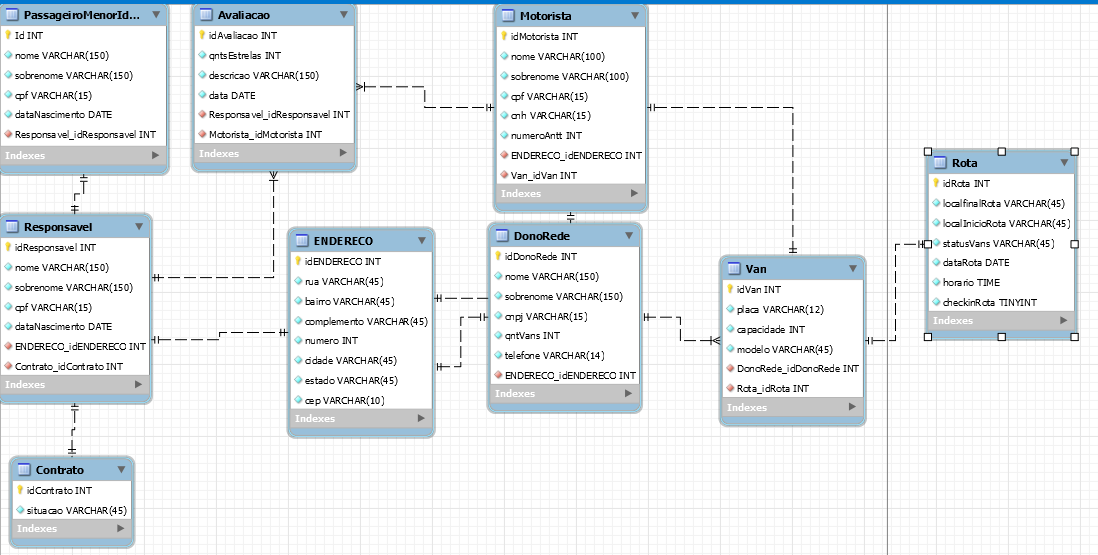 PassageiroMenorId...
Id INT
nome VARCHAR(150)
sobrenome VARCHAR(150)
cpf VARCHAR(15)
dataNascimento DATE
Responsavel_idResponsavel INT
Indexes
Avaliacao
idAvaliacao INT
qntsEstrelas INT
descricao VARCHAR(150)
data DATE
Responsavel_idResponsavel INT
Motorista_idMotorista INT
Indexes
Motorista
idMotorista INT
nome VARCHAR(100)
sobrenome VARCHAR(100)
cpf VARCHAR(15)
cnh VARCHAR(15)
numeroAntt INT
ENDERECO_idENDERECO INT
Van_idVan INT
Indexes
Rota
idRota INT
localfinalRota VARCHAR(45)
localInicioRota VARCHAR(45)
statusVans VARCHAR(45)
dataRota DATE
horario TIME
checkinRota TINYINT
Indexes
Responsavel
idResponsavel INT
nome VARCHAR(150)
sobrenome VARCHAR(150)
cpf VARCHAR(15)
dataNascimento DATE
ENDERECO_idENDERECO INT
Contrato_idContrato INT
Indexes
ENDERECO
idENDERECO INT
rua VARCHAR(45)
bairro VARCHAR(45)
complemento VARCHAR(45)
numero INT
cidade VARCHAR(45)
estado VARCHAR(45)
cep VARCHAR(10)
Indexes
DonoRede
idDonoRede INT
nome VARCHAR(150)
sobrenome VARCHAR(150)
cnpj VARCHAR(15)
qntVans INT
telefone VARCHAR(14)
ENDERECO_idENDERECO INT
Indexes
Van
idVan INT
placa VARCHAR(12)
capacidade INT
modelo VARCHAR(45)
DonoRede_idDonoRede INT
Rota_idRota INT
Indexes
Contrato
idContrato INT
situacao VARCHAR(45)
Indexes